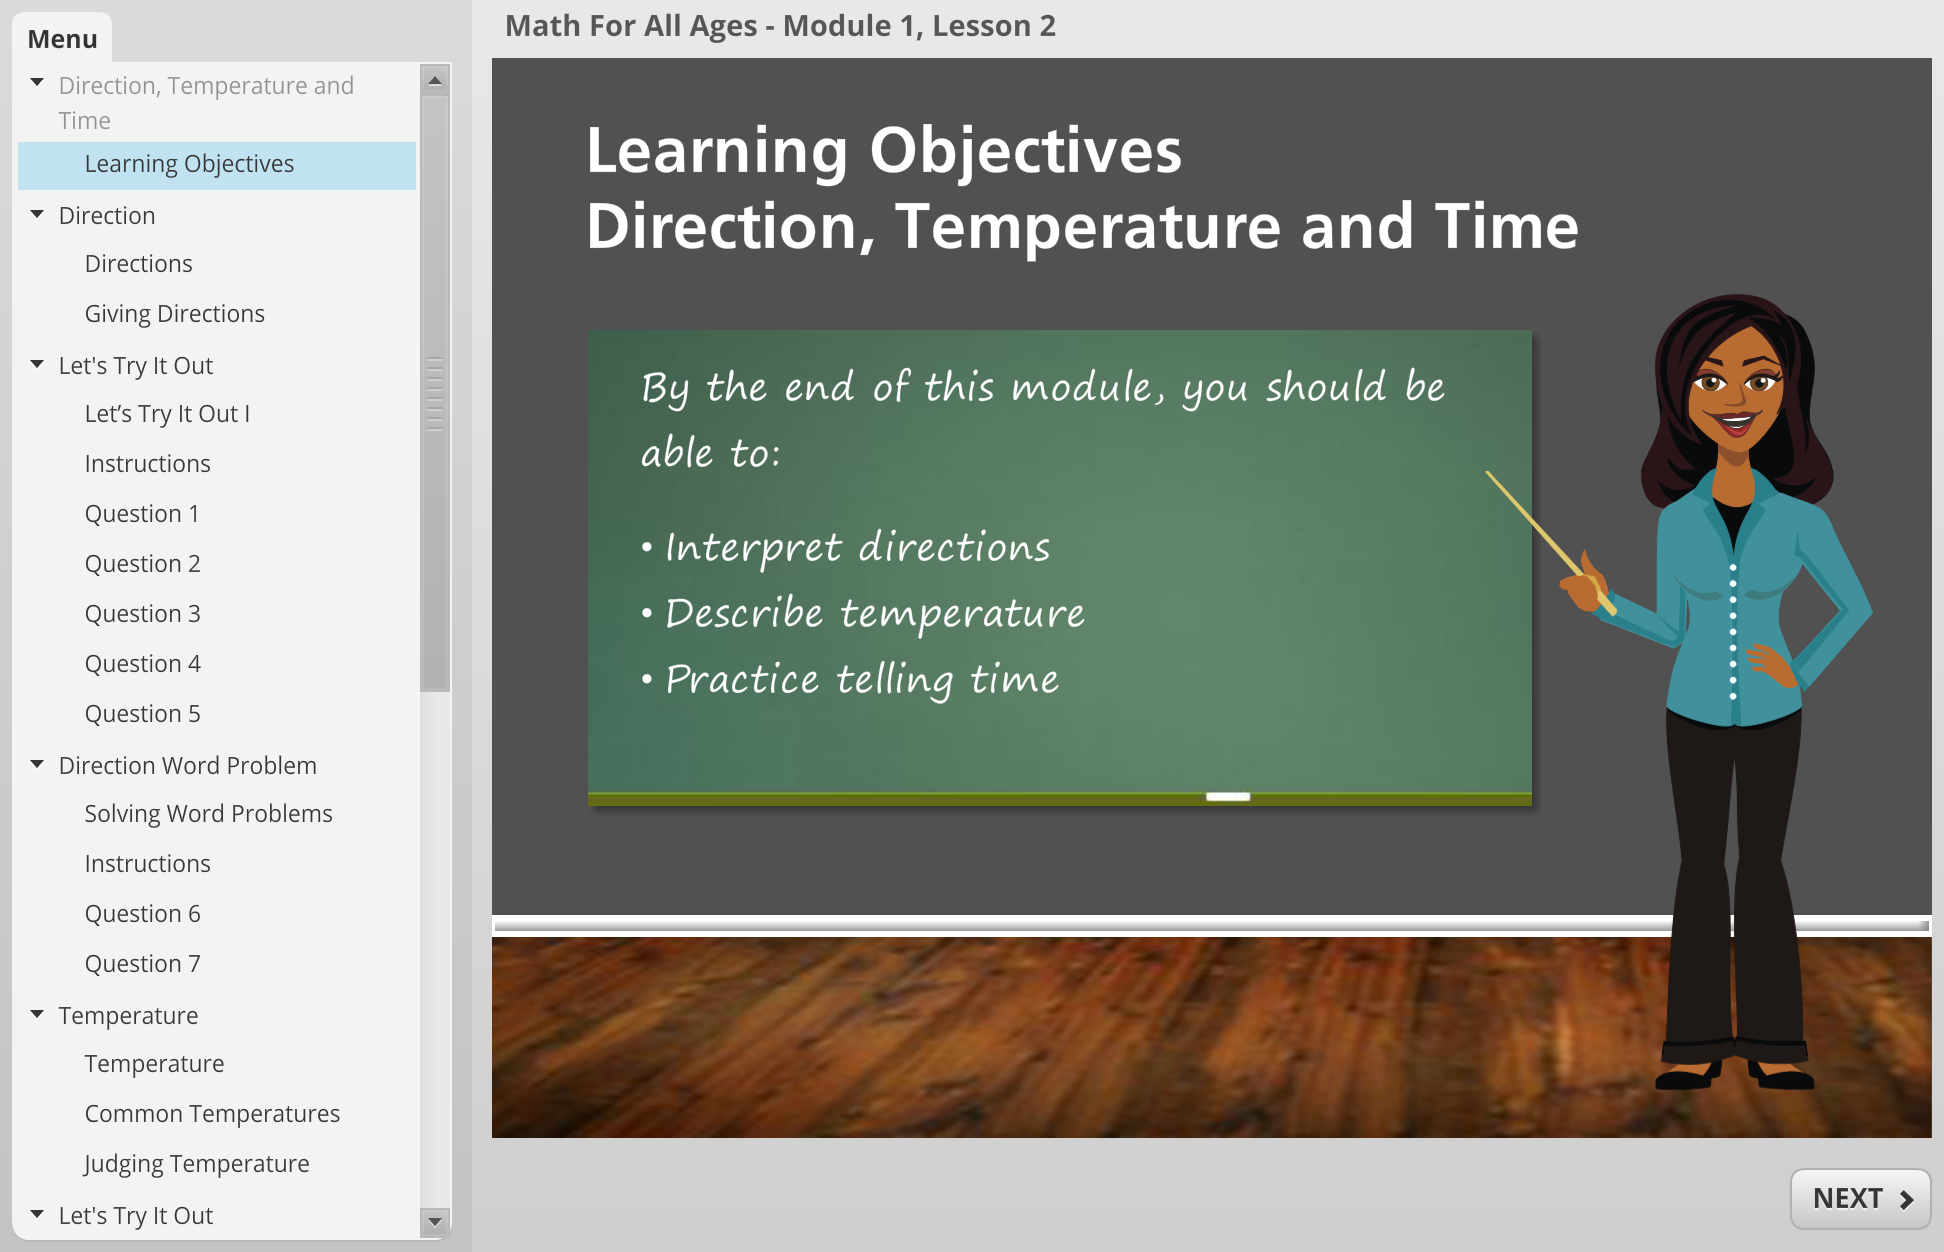 Menu
Direction, Temperature and
Time
Learning Objectives
Direction
Directions
Giving Directions
Let's Try It Out
Let’s Try It Out I
Instructions
Question 1
Question 2
Question 3
Question 4
Question 5
Direction Word Problem
Solving Word Problems
Instructions
Question 6
Question 7
Temperature
Temperature
Common Temperatures
Judging Temperature
Let's Try It Out
Math For All Ages - Module 1, Lesson 2
Learning Objectives
Direction, Temperature and Time
By the end of this module, you should be
able to:
• Interpret directions
• Describe temperature
• Practice telling time
NEXT